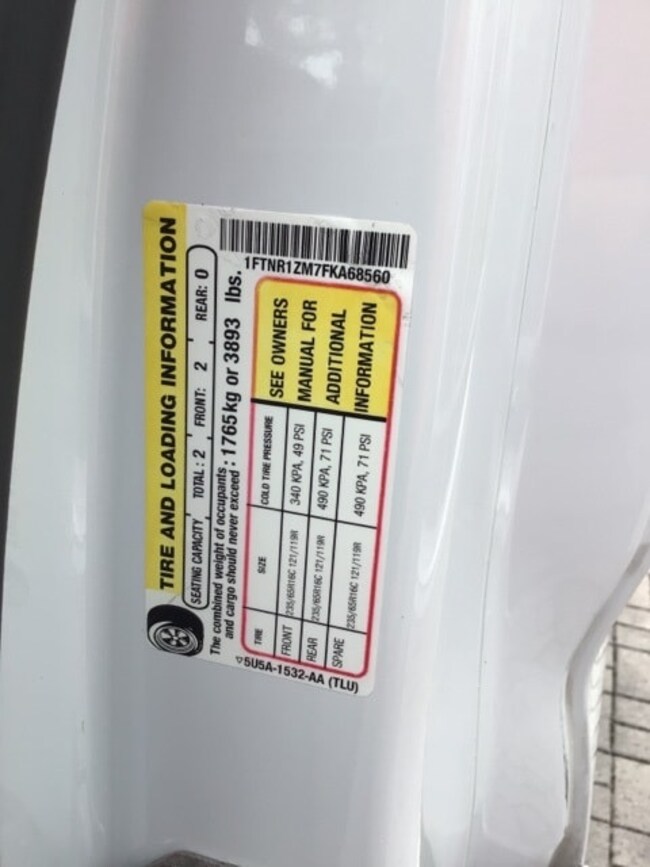 TIRE AND LOADING INFORMATION
SEATING CAPACITY TOTAL : 2 FRONT: 2 REAR: 0
The combined weight of occupants
and cargo should never exceed : 1765 kg or 3893 lbs.
TIRE SIZE COLD TIRE PRESSURE
FRONT 235/65R16C 121/119R 340 KPA, 49 PSI
REAR 235/65R16C 121/119R 490 KPA, 71 PSI
SPARE 235/65R16C 121/119R 490 KPA, 71 PSI
SEE OWNERS
MANUAL FOR
ADDITIONAL
INFORMATION
1FTNR1ZM7FKA68560
5U5A-1532-AA (TLU)